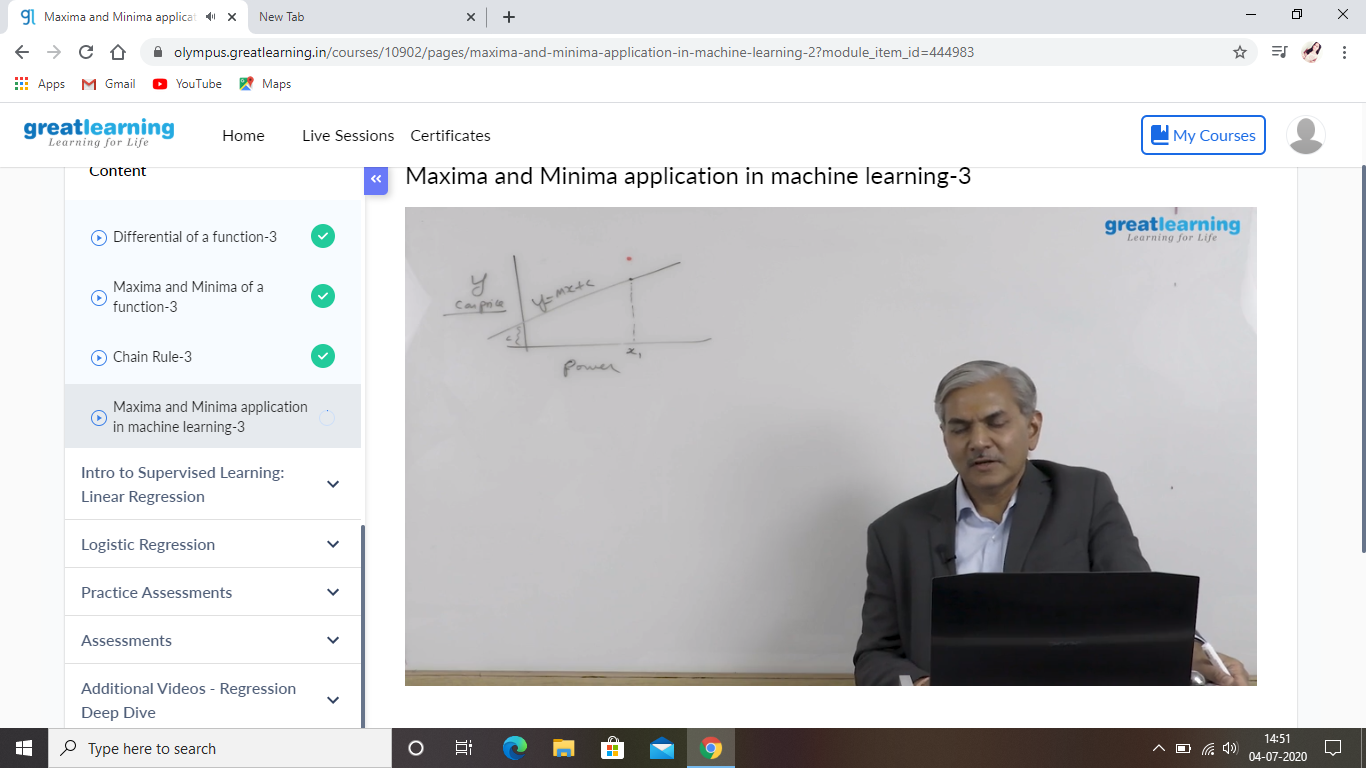 Maxima and Minima applicat
New Tab
olympus.greatlearning.in/courses/10902/pages/maxima-and-minima-application-in-machine-learning-2?module_item_id=444983
Apps
Gmail
YouTube
Maps
greatlearning
Learning for Life
Home
Live Sessions
Certificates
My Courses
Content
Differential of a function-3
Maxima and Minima of a
function-3
Chain Rule-3
Maxima and Minima application
in machine learning-3
Intro to Supervised Learning:
Linear Regression
Logistic Regression
Practice Assessments
Assessments
Additional Videos - Regression
Deep Dive
Maxima and Minima application in machine learning-3
greatlearning
Learning for Life
y
Car price
y=mx+c
c
x₁
Power
Type here to search
14:51
04-07-2020